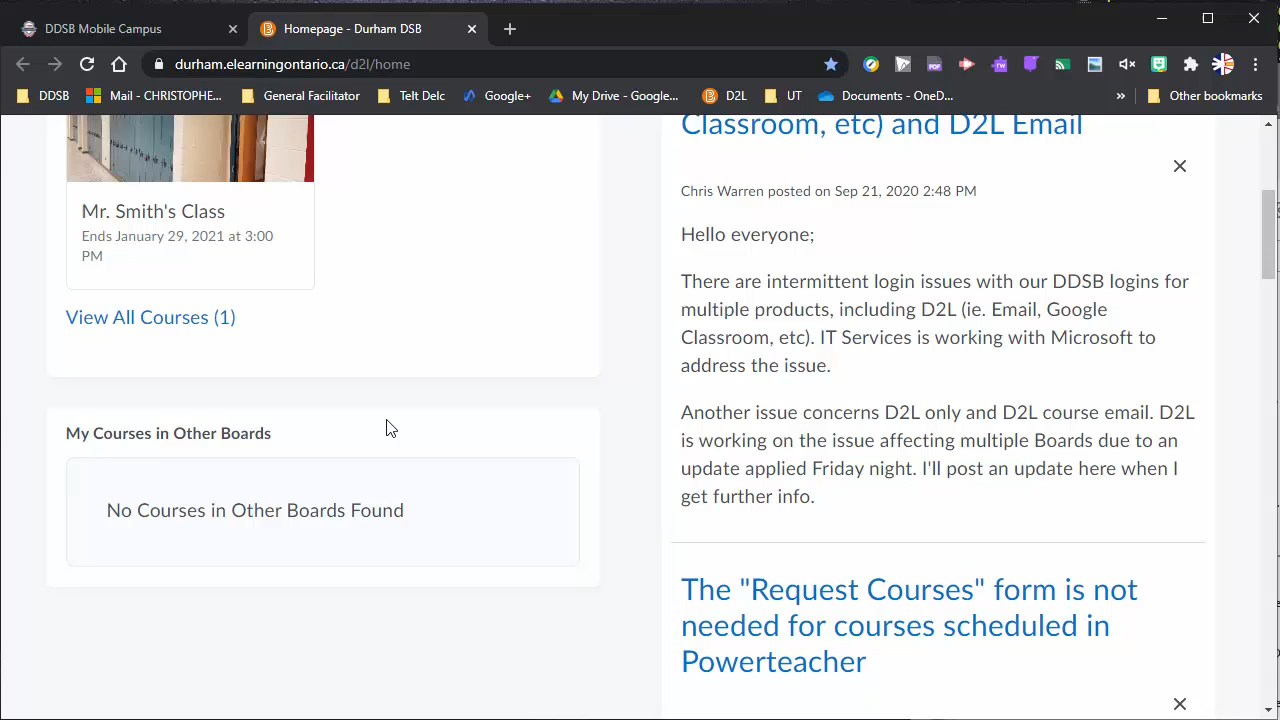 DDSB Mobile Campus
Homepage - Durham DSB
durham.elearningontario.ca/d2l/home
DDSB
Mail - CHRISTOPHE...
General Facilitator
Telt Delc
Google+
My Drive - Google...
D2L
UT
Documents - OneD...
»
Other bookmarks
Mr. Smith's Class
Ends January 29, 2021 at 3:00
PM
View All Courses (1)
My Courses in Other Boards
No Courses in Other Boards Found
Classroom, etc) and D2L Email
Chris Warren posted on Sep 21, 2020 2:48 PM
Hello everyone;
There are intermittent login issues with our DDSB logins for
multiple products, including D2L (ie. Email, Google
Classroom, etc). IT Services is working with Microsoft to
address the issue.
Another issue concerns D2L only and D2L course email. D2L
is working on the issue affecting multiple Boards due to an
update applied Friday night. I'll post an update here when I
get further info.
The "Request Courses" form is not
needed for courses scheduled in
Powerteacher